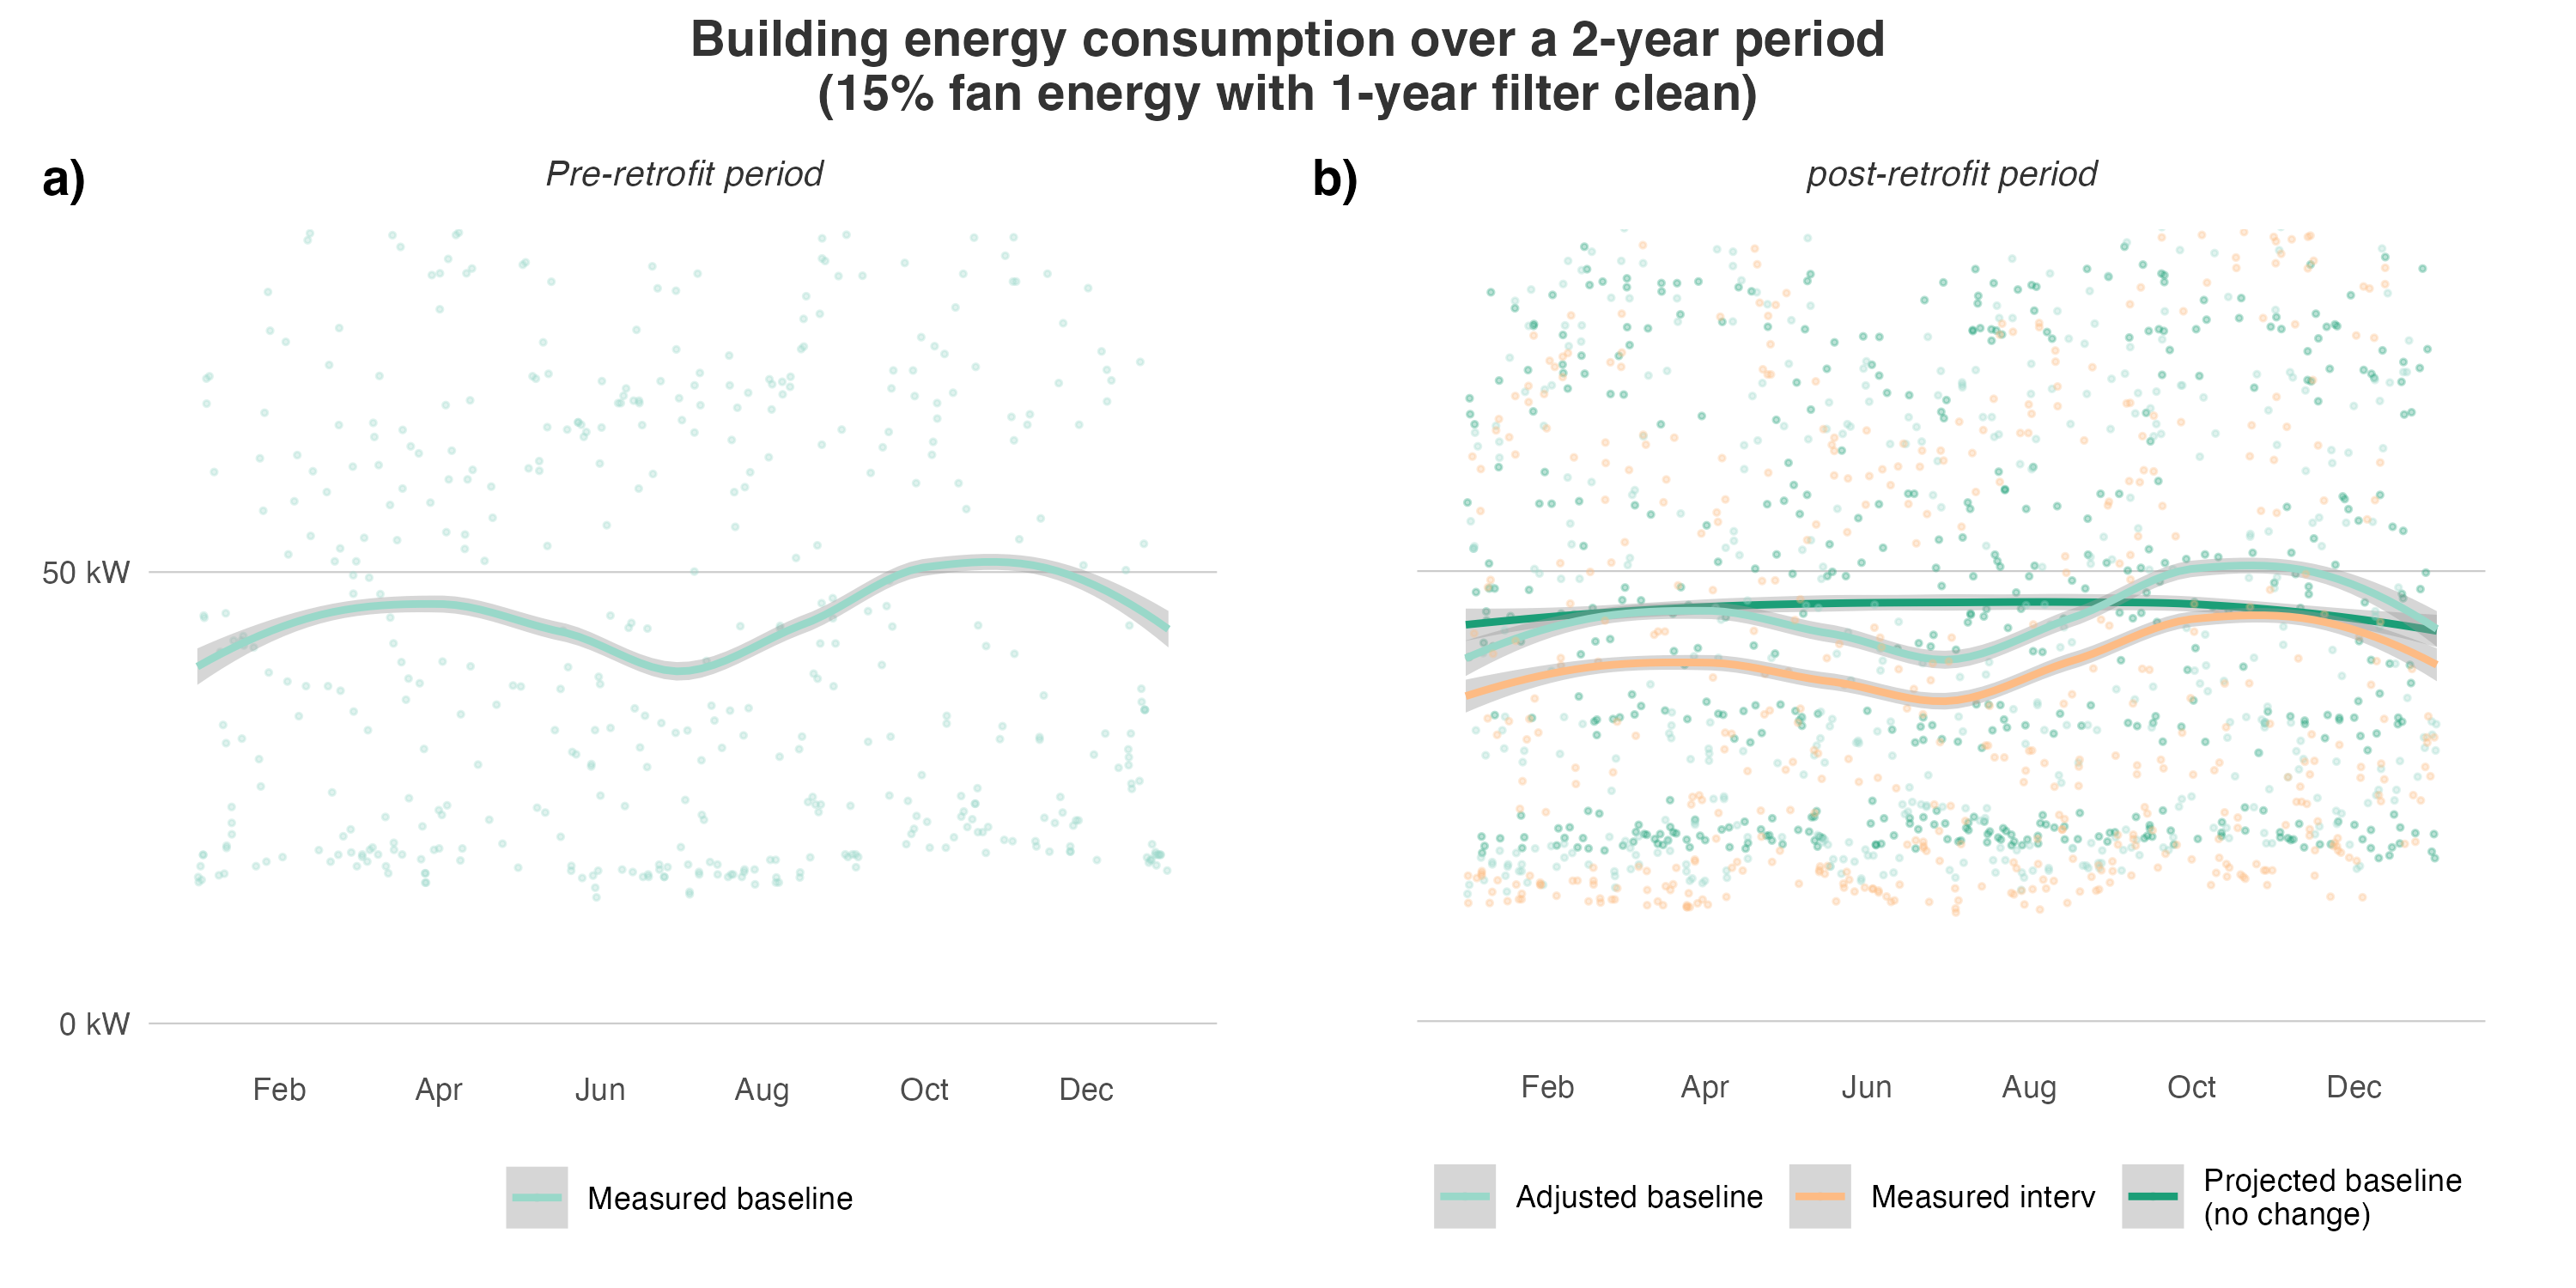 Building energy consumption over a 2-year period
(15% fan energy with 1-year filter clean)
a)
Pre-retrofit period
50 kW
0 kW
Feb Apr Jun Aug Oct Dec
Measured baseline
b)
post-retrofit period
Feb Apr Jun Aug Oct Dec
Adjusted baseline
Measured interv
Projected baseline
(no change)